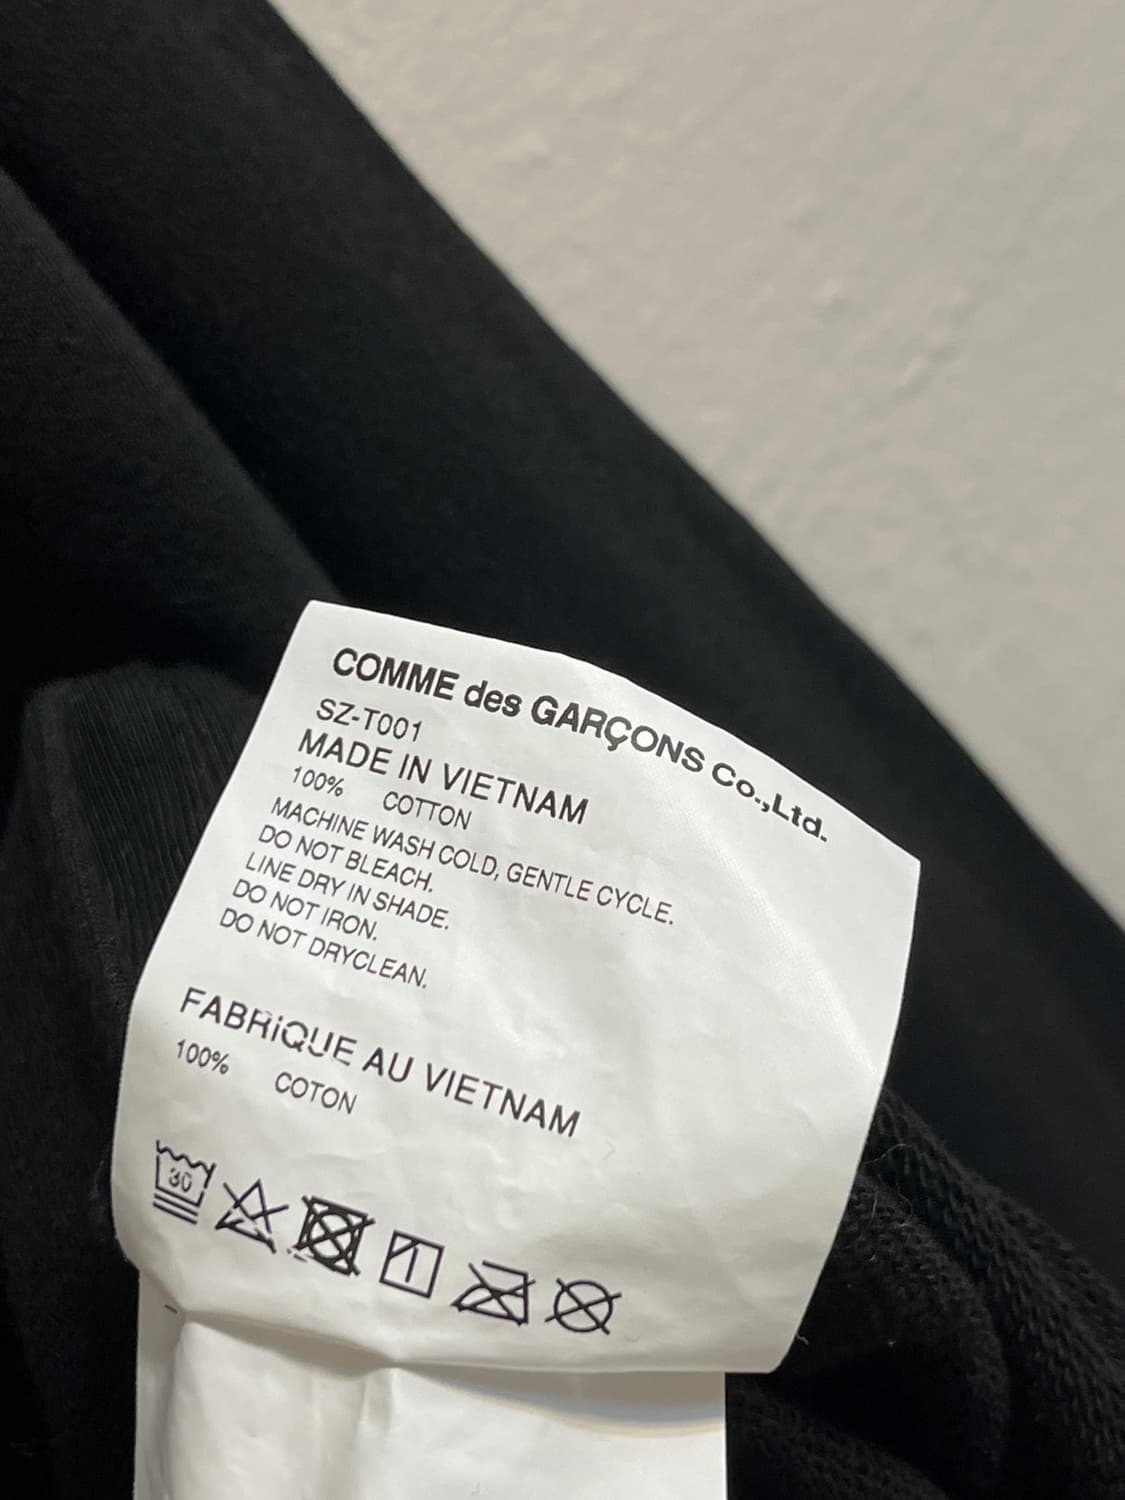 COMME des GARÇONS Co.,Ltd.
SZ-T001
MADE IN VIETNAM
100% COTTON
MACHINE WASH COLD, GENTLE CYCLE.
DO NOT BLEACH.
LINE DRY IN SHADE.
DO NOT IRON.
DO NOT DRYCLEAN.
FABRiQUE AU VIETNAM
100% COTON
30